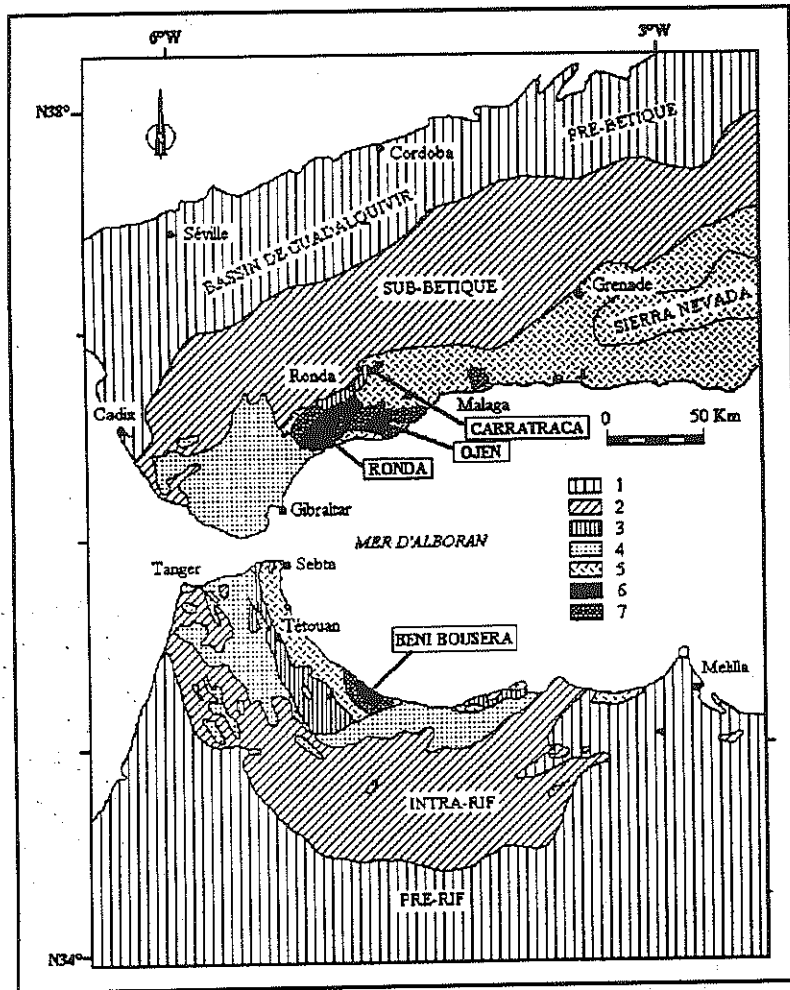 6°W 3°W
N38°
PRE-BETIQUE
Cordoba
BASSIN DE GUADALQUIVIR
Séville
SUB-BETIQUE
Grenade
SIERRA NEVADA
Ronda
Cadix
Malaga
CARRATRACA
0 50 Km
OJEN
RONDA
1
2
Gibraltar
3
MER D'ALBORAN
4
Tanger
Sebta
5
6
Tétouan
7
BENI BOUSERA
Melilla
INTRA-RIF
PRE-RIF
N34°